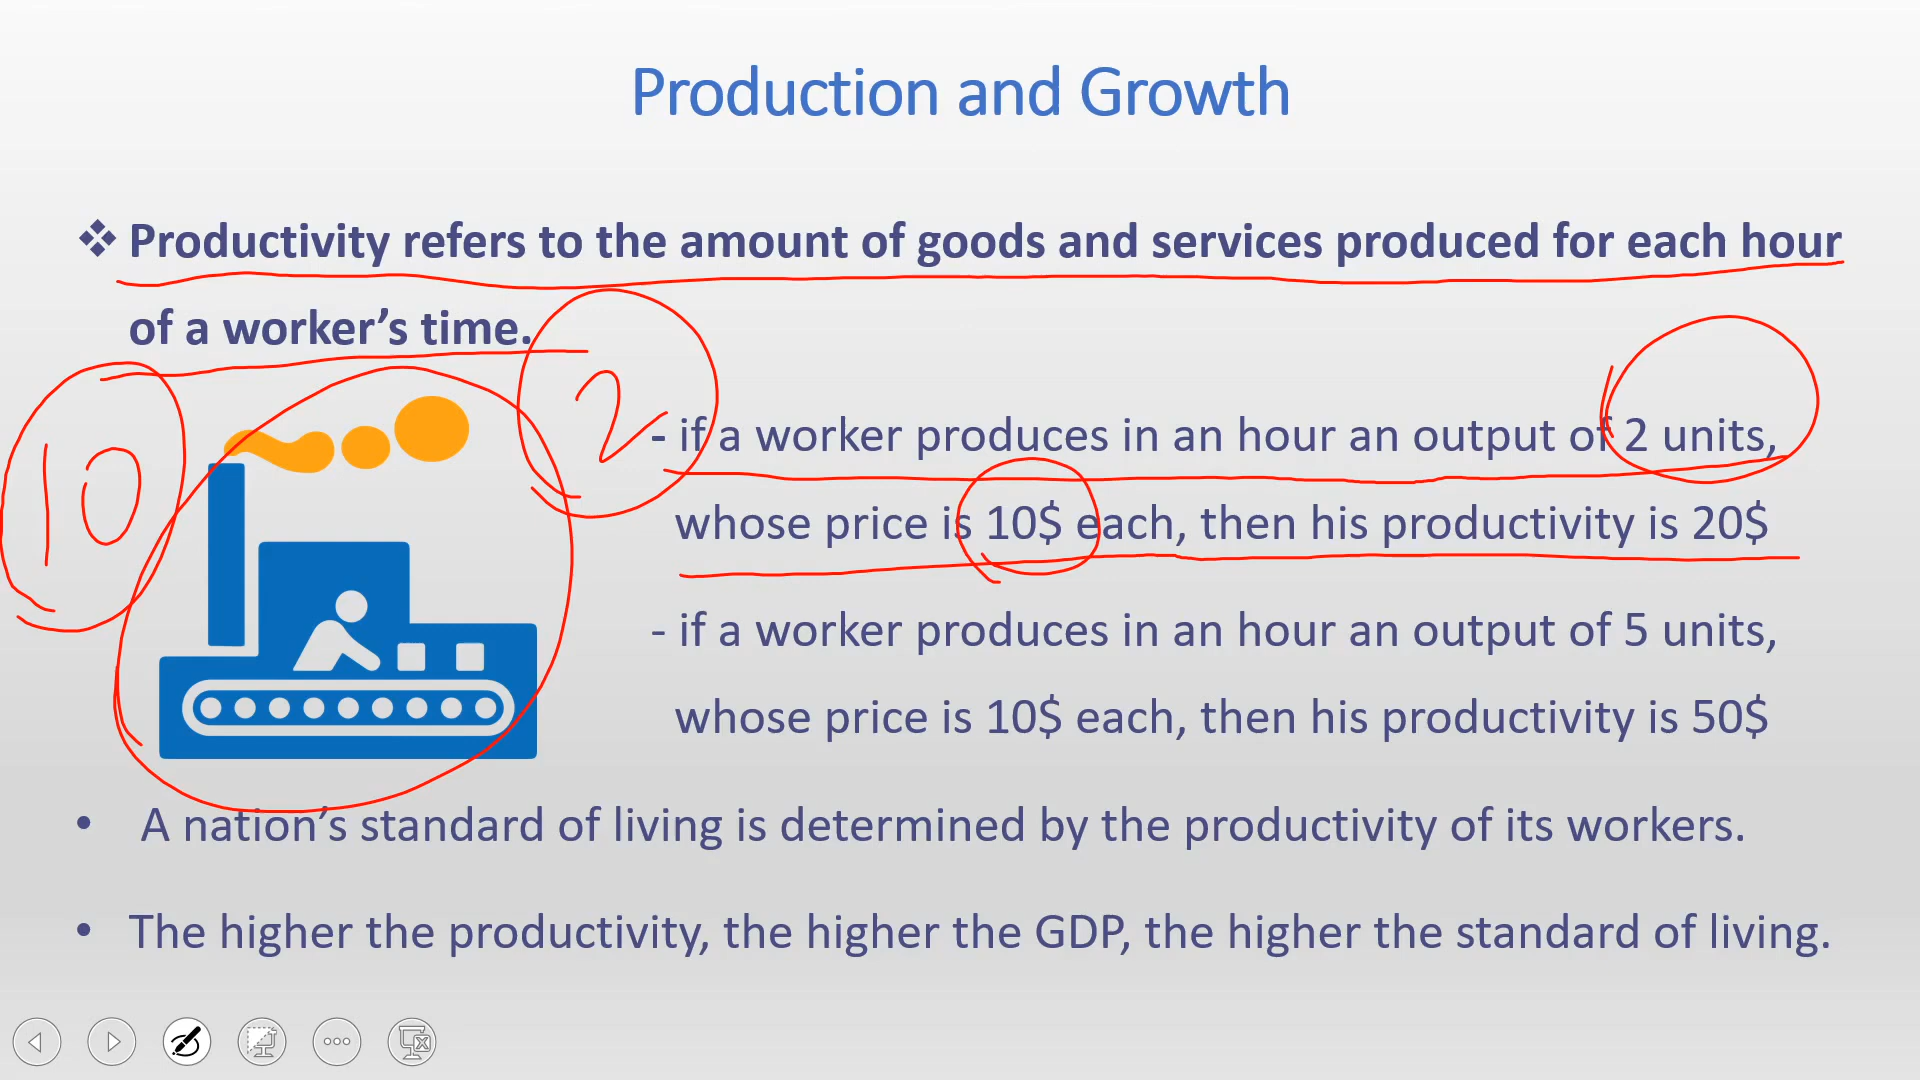 Production and Growth
❖ Productivity refers to the amount of goods and services produced for each hour
of a worker’s time.
10
2
- if a worker produces in an hour an output of 2 units,
whose price is 10$ each, then his productivity is 20$
- if a worker produces in an hour an output of 5 units,
whose price is 10$ each, then his productivity is 50$
• A nation’s standard of living is determined by the productivity of its workers.
• The higher the productivity, the higher the GDP, the higher the standard of living.